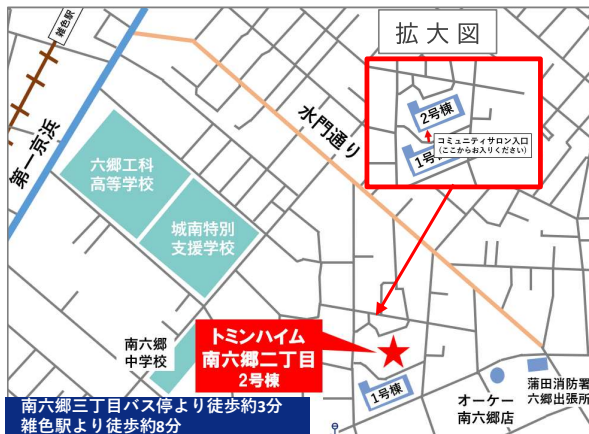 拡大図
雑色駅
第一京浜
水門通り
2号棟
コミュニティサロン入口
(ここからお入りください)
1号
六郷工科
高等学校
城南特別
支援学校
南六郷
中学校
トミンハイム
南六郷二丁目
2号棟
1号棟
オーケー
南六郷店
蒲田消防署
六郷出張所
南六郷三丁目バス停より徒歩約3分
雑色駅より徒歩約8分